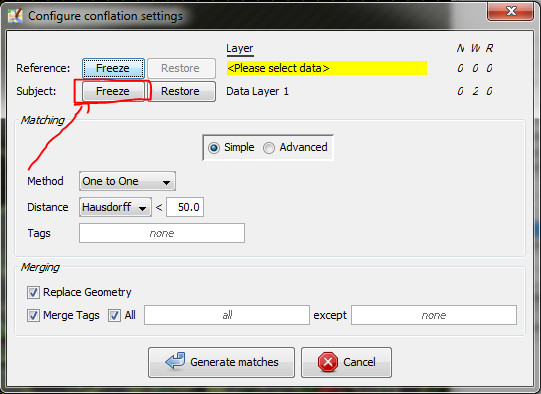 Configure conflation settings
Layer N W R
Reference: Freeze Restore <Please select data> 0 0 0
Subject: Freeze Restore Data Layer 1 0 2 0
Matching
Simple Advanced
Method One to One
Distance Hausdorff < 50.0
Tags none
Merging
Replace Geometry
Merge Tags All all except none
Generate matches Cancel